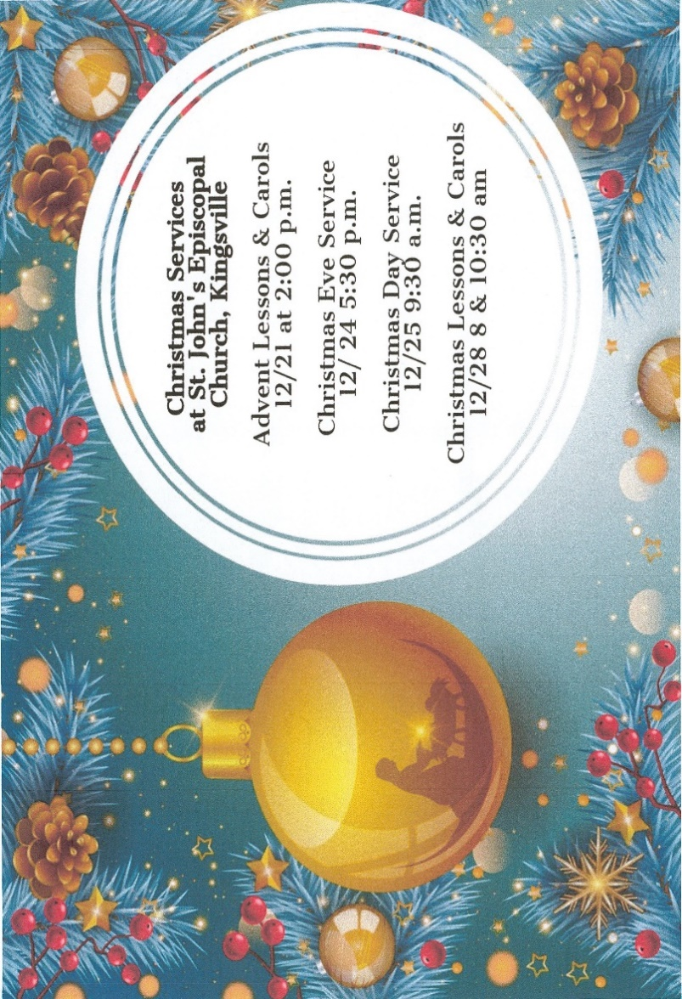 Christmas Services
at St. John's Episcopal
Church, Kingsville
Advent Lessons & Carols
12/21 at 2:00 p.m.
Christmas Eve Service
12/ 24 5:30 p.m.
Christmas Day Service
12/25 9:30 a.m.
Christmas Lessons & Carols
12/28 8 & 10:30 am